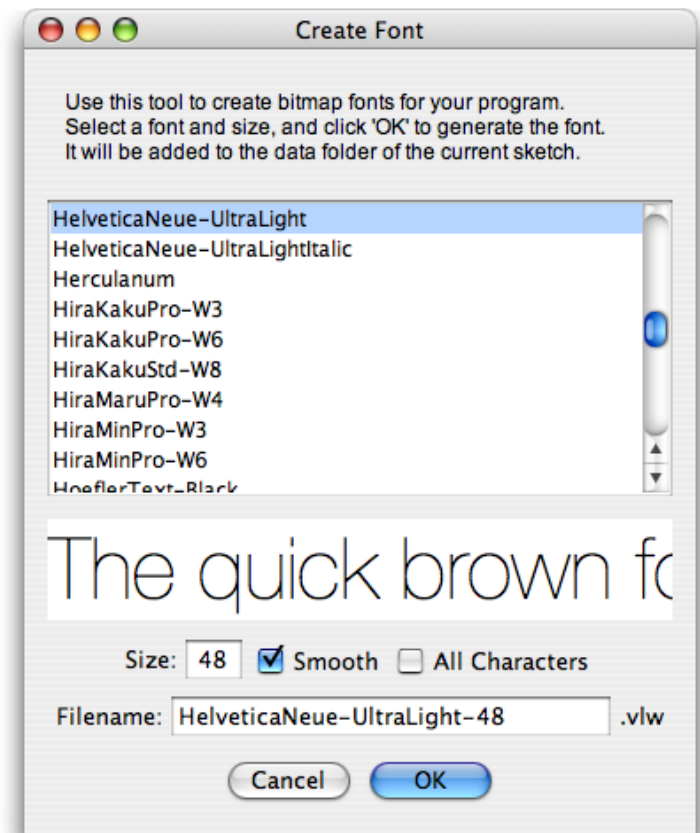 Create Font
Use this tool to create bitmap fonts for your program.
Select a font and size, and click 'OK' to generate the font.
It will be added to the data folder of the current sketch.
HelveticaNeue-UltraLight
HelveticaNeue-UltraLightItalic
Herculanum
HiraKakuPro-W3
HiraKakuPro-W6
HiraKakuStd-W8
HiraMaruPro-W4
HiraMinPro-W3
HiraMinPro-W6
HoeflerText-Black
The quick brown fo
Size: 48 Smooth All Characters
Filename: HelveticaNeue-UltraLight-48 .vlw
Cancel OK